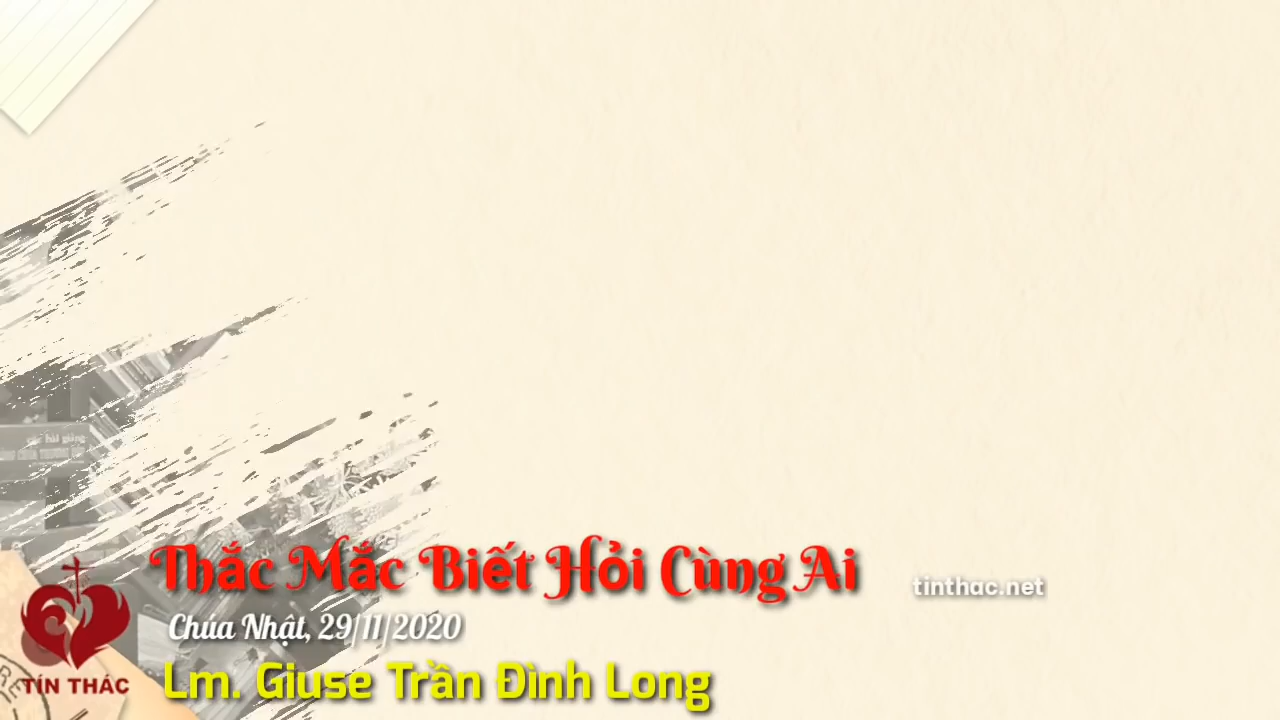 Thắc Mắc Biết Hỏi Cùng Ai
tinthac.net
Chúa Nhật, 29/11/2020
Lm. Giuse Trần Đình Long
TÍN THÁC